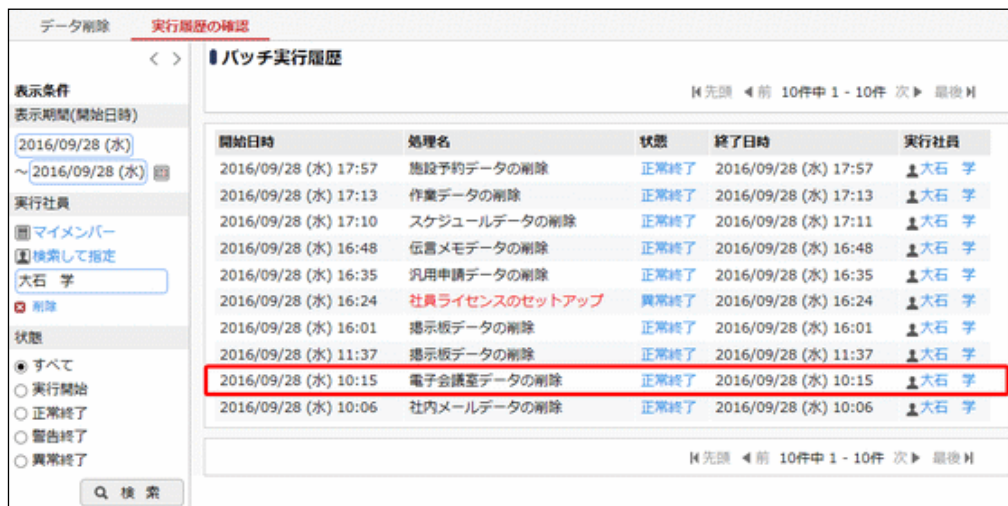 データ削除 実行履歴の確認
表示条件
表示期間(開始日時)
2016/09/28 (水)
～2016/09/28 (水)
実行社員
マイメンバー
検索して指定
大石 学
削除
状態
すべて
実行開始
正常終了
警告終了
異常終了
検 索
バッチ実行履歴
先頭 前 10件中 1 - 10件 次 最後
開始日時 処理名 状態 終了日時 実行社員
2016/09/28 (水) 17:57 施設予約データの削除 正常終了 2016/09/28 (水) 17:57 大石 学
2016/09/28 (水) 17:13 作業データの削除 正常終了 2016/09/28 (水) 17:13 大石 学
2016/09/28 (水) 17:10 スケジュールデータの削除 正常終了 2016/09/28 (水) 17:11 大石 学
2016/09/28 (水) 16:48 伝言メモデータの削除 正常終了 2016/09/28 (水) 16:48 大石 学
2016/09/28 (水) 16:35 汎用申請データの削除 正常終了 2016/09/28 (水) 16:35 大石 学
2016/09/28 (水) 16:24 社員ライセンスのセットアップ 異常終了 2016/09/28 (水) 16:24 大石 学
2016/09/28 (水) 16:01 掲示板データの削除 正常終了 2016/09/28 (水) 16:01 大石 学
2016/09/28 (水) 11:37 掲示板データの削除 正常終了 2016/09/28 (水) 11:37 大石 学
2016/09/28 (水) 10:15 電子会議室データの削除 正常終了 2016/09/28 (水) 10:15 大石 学
2016/09/28 (水) 10:06 社内メールデータの削除 正常終了 2016/09/28 (水) 10:06 大石 学
先頭 前 10件中 1 - 10件 次 最後